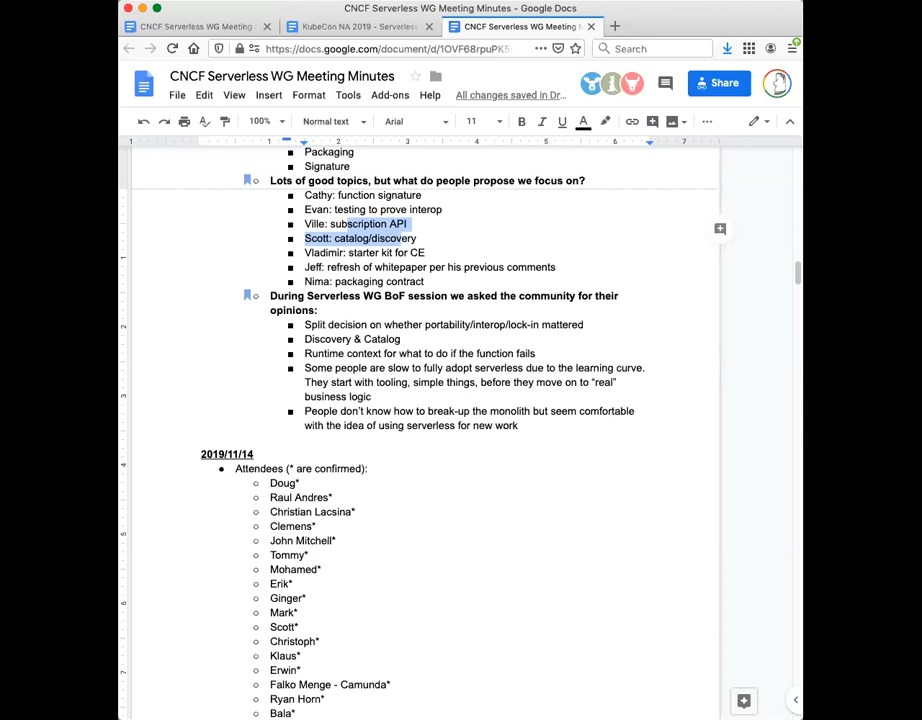 CNCF Serverless WG Meeting Minutes - Google Docs
CNCF Serverless WG Meeting
KubeCon NA 2019 - Serverless
CNCF Serverless WG Meeting Min
https://docs.google.com/document/d/1OVF68rpuPK5
Search
CNCF Serverless WG Meeting Minutes
File Edit View Insert Format Tools Add-ons Help All changes saved in Dr...
Share
100% Normal text Arial 11 B I U A
1 1 2 3 4 5 6 7
Packaging
Signature
Lots of good topics, but what do people propose we focus on?
Cathy: function signature
Evan: testing to prove interop
Ville: subscription API
Scott: catalog/discovery
Vladimir: starter kit for CE
Jeff: refresh of whitepaper per his previous comments
Nima: packaging contract
During Serverless WG BoF session we asked the community for their
opinions:
Split decision on whether portability/interop/lock-in mattered
Discovery & Catalog
Runtime context for what to do if the function fails
Some people are slow to fully adopt serverless due to the learning curve.
They start with tooling, simple things, before they move on to “real”
business logic
People don’t know how to break-up the monolith but seem comfortable
with the idea of using serverless for new work
2019/11/14
Attendees (* are confirmed):
Doug*
Raul Andres*
Christian Lacsina*
Clemens*
John Mitchell*
Tommy*
Mohamed*
Erik*
Ginger*
Mark*
Scott*
Christoph*
Klaus*
Erwin*
Falko Menge - Camunda*
Ryan Horn*
Bala*